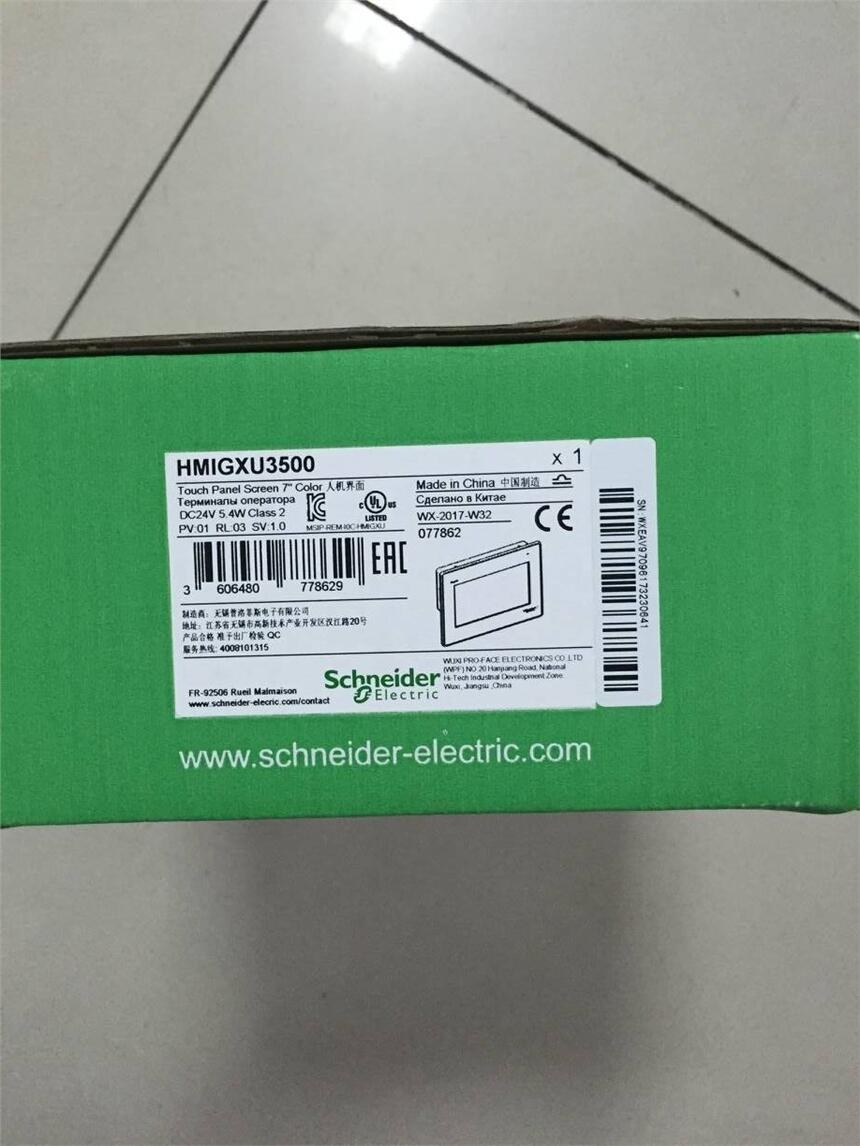 HMIGXU3500
x 1
Touch Panel Screen 7" Color 人机界面
Терминалы оператора
DC24V 5.4W Class 2
PV:01 RL:03 SV:1.0
MSIP-REM-I0C-HMIGXU
c UL us
LISTED
Made in China 中国制造
Сделано в Китае
WX-2017-W32
077862
CE
EAC
3 606480 778629
制造商: 无锡普洛菲斯电子有限公司
地址: 江苏省无锡市高新技术产业开发区汉江路20号
产品合格 准予出厂检验 QC
服务热线: 4008101315
FR-92506 Rueil Malmaison
www.schneider-elecric.com/contact
Schneider
Electric
WUXI PRO-FACE ELECTRONICS CO.,LTD
(WPF) NO 20 Hanjiang Road, National
Hi-Tech Industrial Development Zone
Wuxi, Jiangsu ,China
SN: WXEAV97096173230641
www.schneider-electric.com